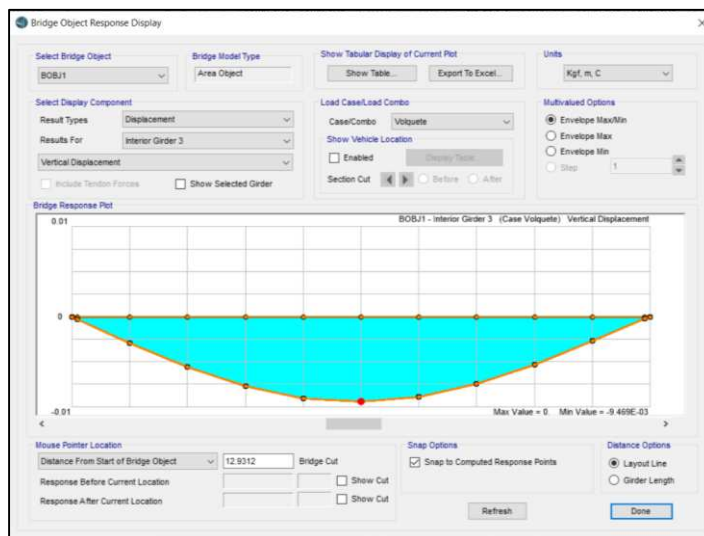 Bridge Object Response Display
Select Bridge Object
BOBJ1
Bridge Model Type
Area Object
Show Tabular Display of Current Plot
Show Table...
Export To Excel...
Units
Kgf, m, C
Select Display Component
Result Types
Displacement
Results For
Interior Girder 3
Vertical Displacement
Include Tendon Forces
Show Selected Girder
Load Case/Load Combo
Case/Combo
Volquete
Show Vehicle Location
Enabled
Display Table...
Section Cut
Before
After
Multivalued Options
Envelope Max/Min
Envelope Max
Envelope Min
Step
1
Bridge Response Plot
0.01
BOBJ1 - Interior Girder 3 (Case Volquete) Vertical Displacement
0
-0.01
Max Value = 0. Min Value = -9.469E-03
Mouse Pointer Location
Distance From Start of Bridge Object
12.9312
Bridge Cut
Response Before Current Location
Show Cut
Response After Current Location
Show Cut
Snap Options
Snap to Computed Response Points
Distance Options
Layout Line
Girder Length
Refresh
Done